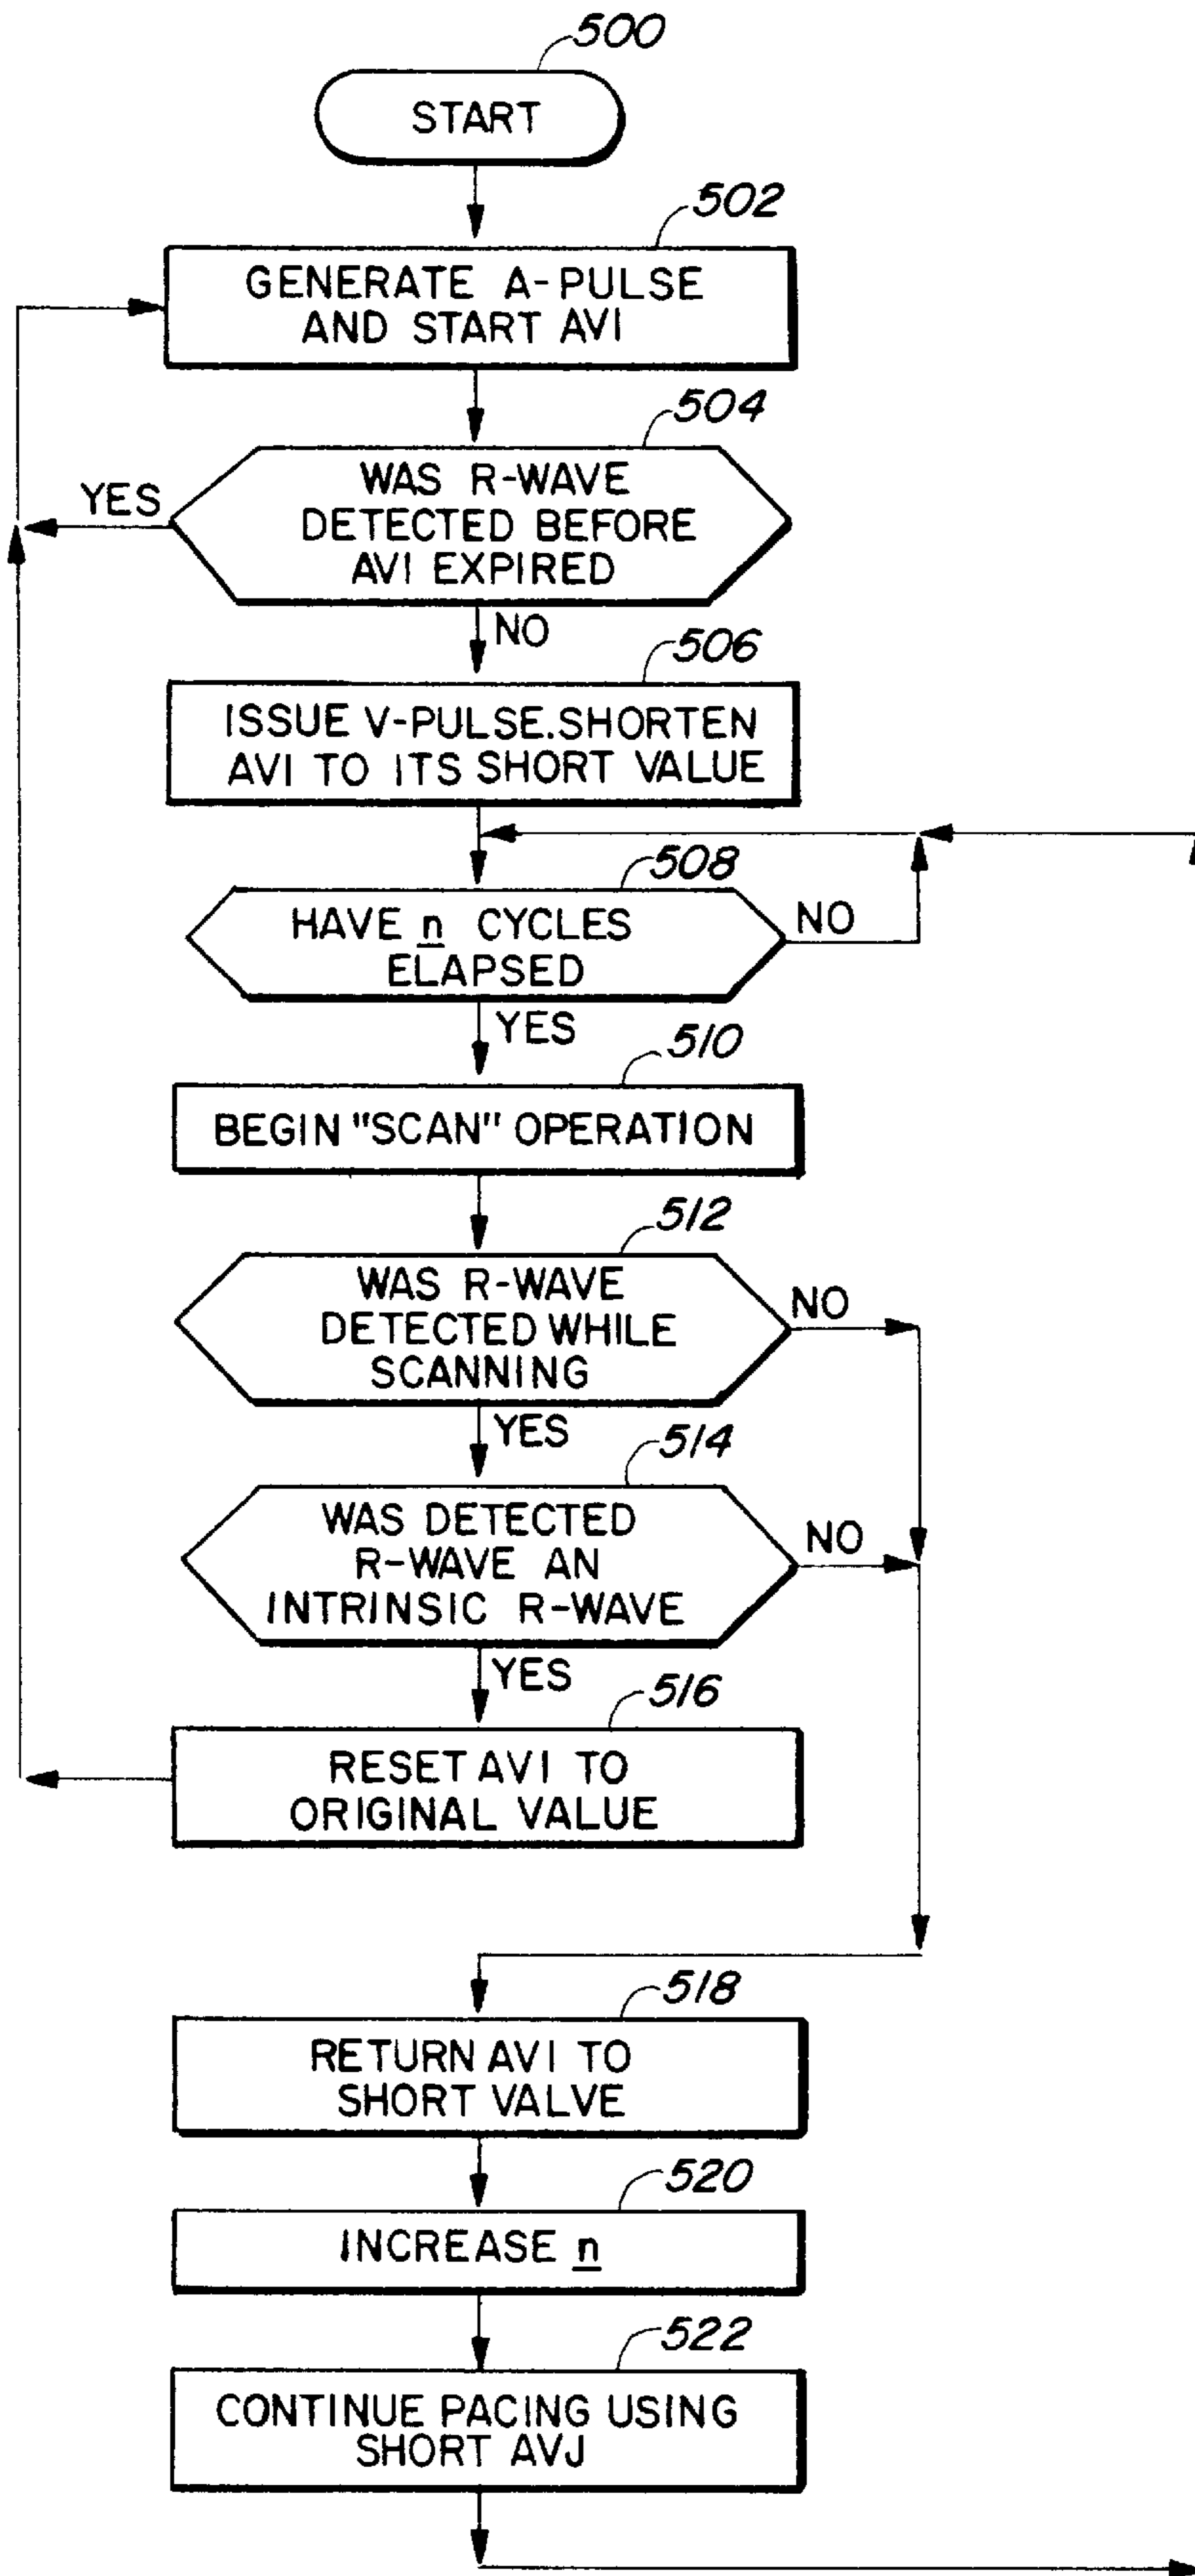 500
START
502
GENERATE A-PULSE
AND START AVI
504
WAS R-WAVE
DETECTED BEFORE
AVI EXPIRED
YES
NO
506
ISSUE V-PULSE.SHORTEN
AVI TO ITS SHORT VALUE
508
HAVE n CYCLES
ELAPSED
NO
YES
510
BEGIN "SCAN" OPERATION
512
WAS R-WAVE
DETECTED WHILE
SCANNING
NO
YES
514
WAS DETECTED
R-WAVE AN
INTRINSIC R-WAVE
NO
YES
516
RESET AVI TO
ORIGINAL VALUE
518
RETURN AVI TO
SHORT VALVE
520
INCREASE n
522
CONTINUE PACING USING
SHORT AVJ